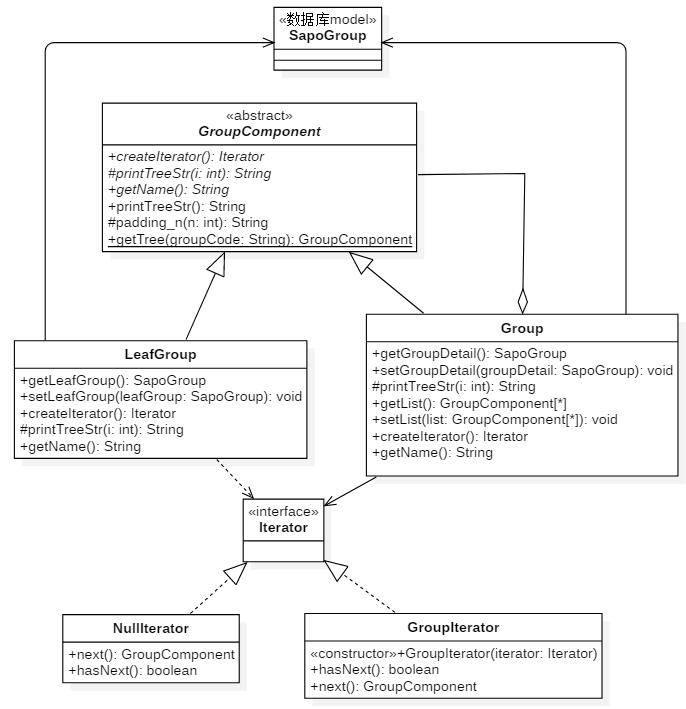 «数据库model»
SapoGroup
«abstract»
GroupComponent
+createIterator(): Iterator
#printTreeStr(i: int): String
+getName(): String
+printTreeStr(): String
#padding_n(n: int): String
+getTree(groupCode: String): GroupComponent
LeafGroup
+getLeafGroup(): SapoGroup
+setLeafGroup(leafGroup: SapoGroup): void
+createIterator(): Iterator
#printTreeStr(i: int): String
+getName(): String
Group
+getGroupDetail(): SapoGroup
+setGroupDetail(groupDetail: SapoGroup): void
#printTreeStr(i: int): String
+getList(): GroupComponent[*]
+setList(list: GroupComponent[*]): void
+createIterator(): Iterator
+getName(): String
«interface»
Iterator
NullIterator
+next(): GroupComponent
+hasNext(): boolean
GroupIterator
«constructor»+GroupIterator(iterator: Iterator)
+hasNext(): boolean
+next(): GroupComponent